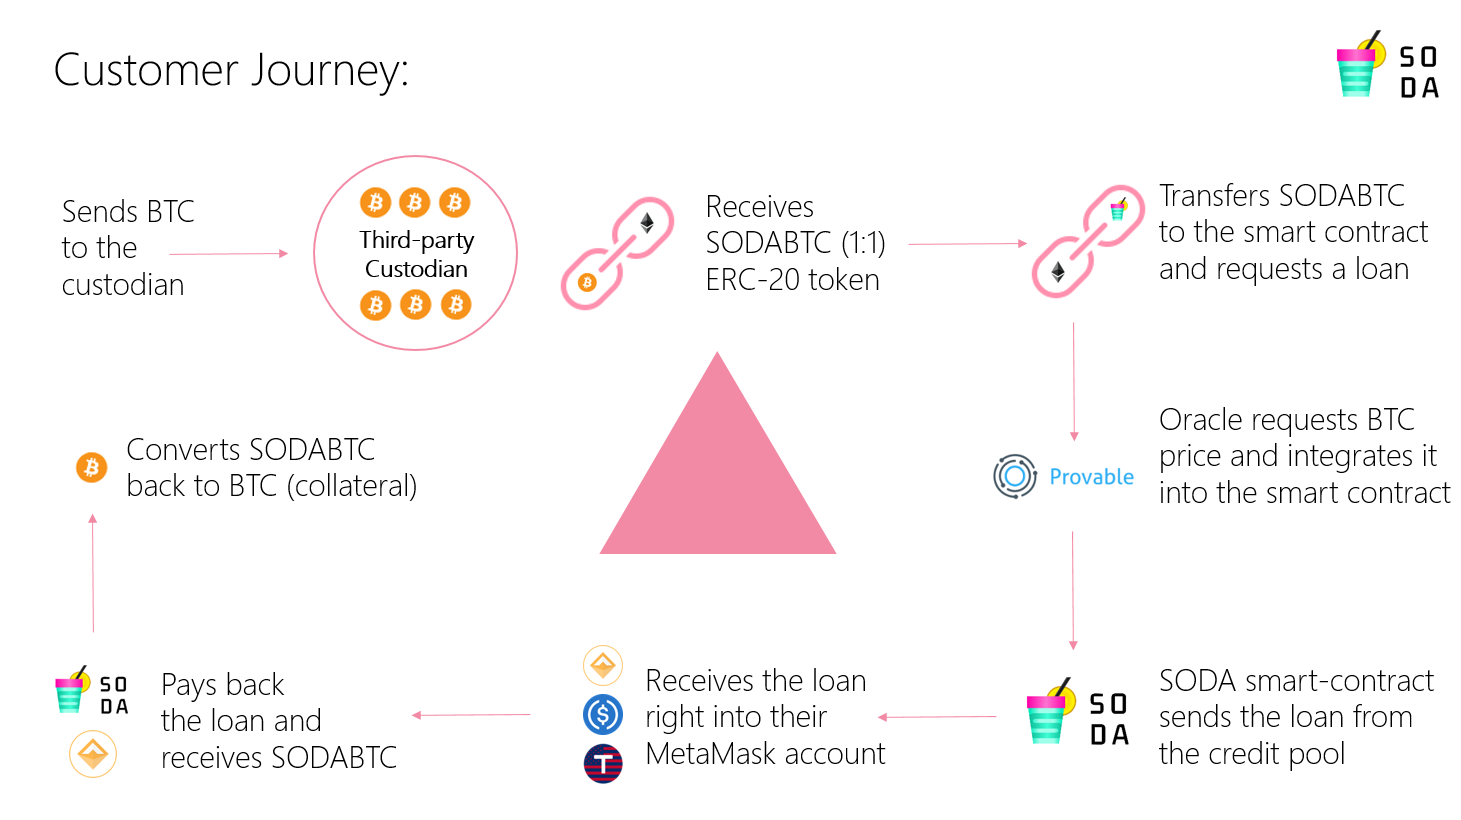 Customer Journey:
SO
DA
Sends BTC
to the
custodian
Third-party
Custodian
Receives
SODABTC (1:1)
ERC-20 token
Transfers SODABTC
to the smart contract
and requests a loan
Provable
Oracle requests BTC
price and integrates it
into the smart contract
SO
DA
SODA smart-contract
sends the loan from
the credit pool
Receives the loan
right into their
MetaMask account
SO
DA
Pays back
the loan and
receives SODABTC
Converts SODABTC
back to BTC (collateral)